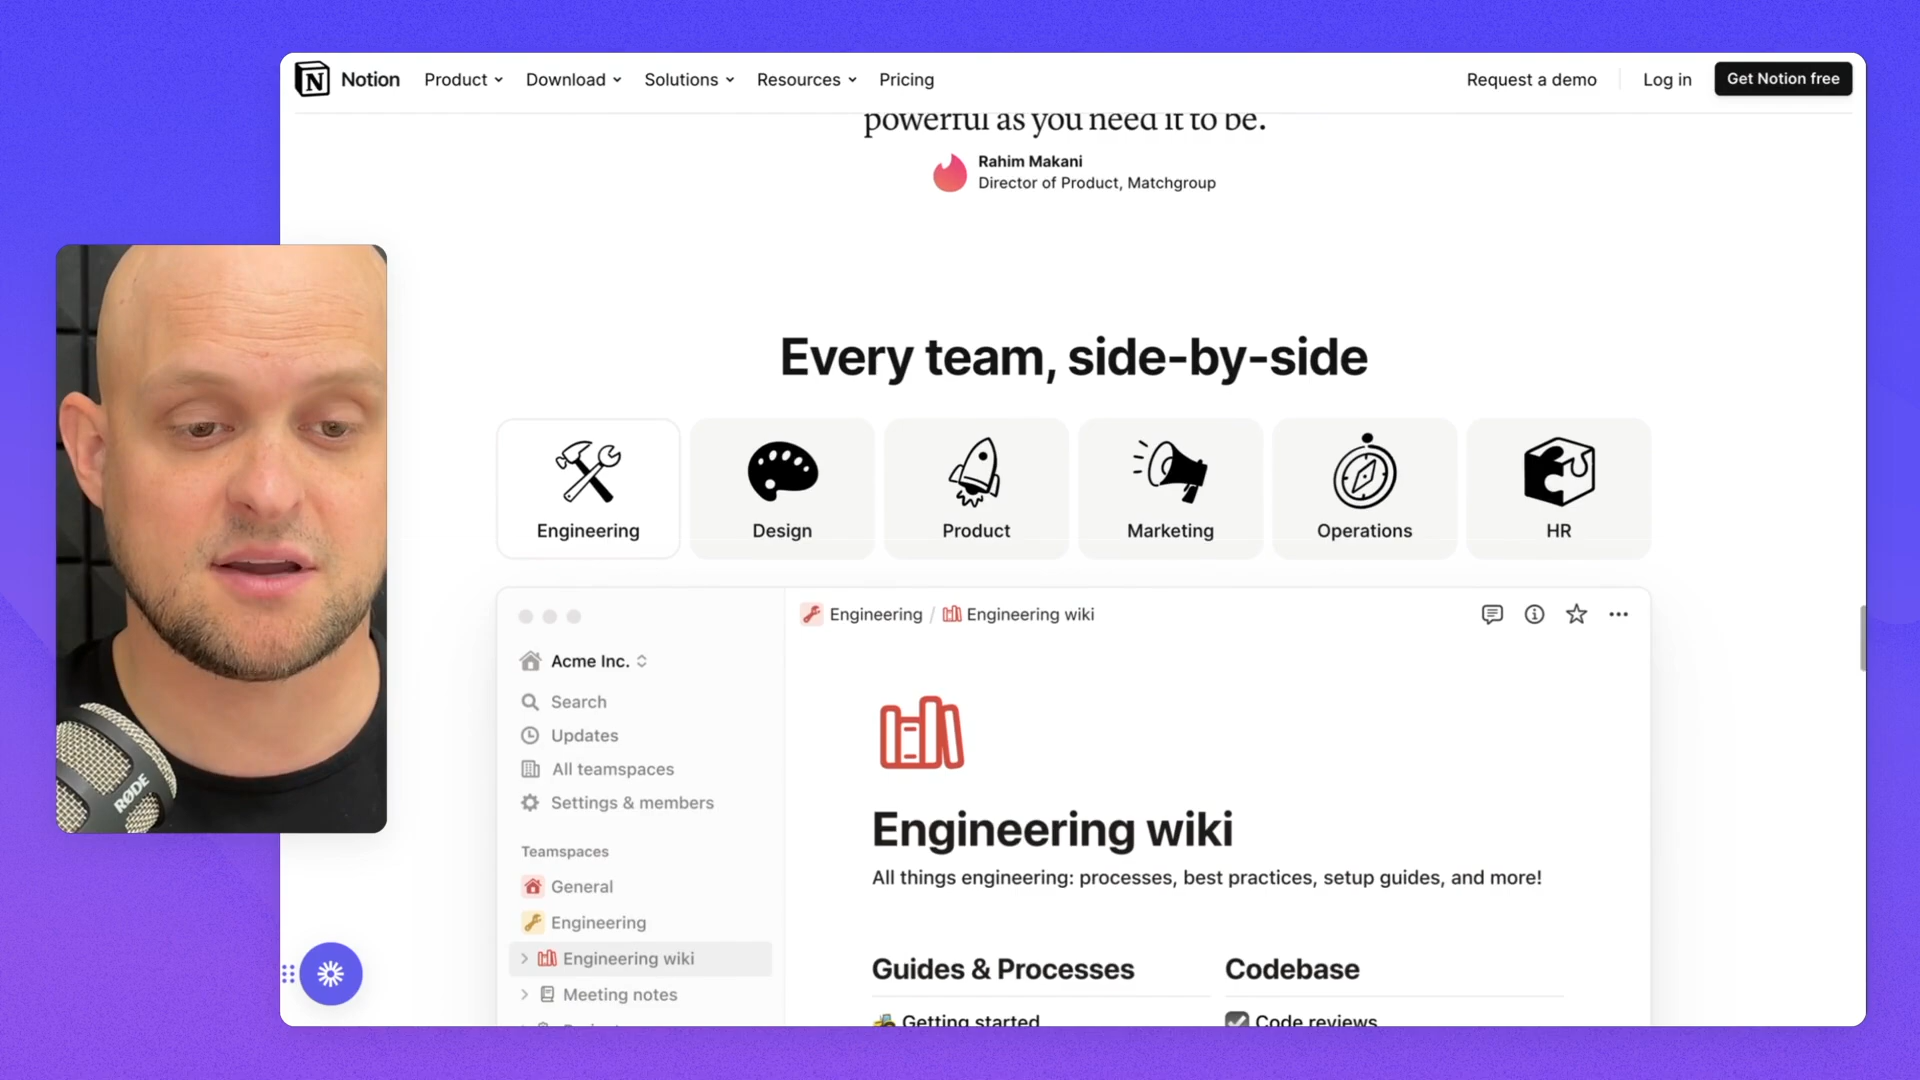 Notion Product Download Solutions Resources Pricing Request a demo Log in Get Notion free
powerful as you need it to be.
Rahim Makani
Director of Product, Matchgroup
Every team, side-by-side
Engineering Design Product Marketing Operations HR
Engineering / Engineering wiki
Acme Inc.
Search
Updates
All teamspaces
Settings & members
Teamspaces
General
Engineering
Engineering wiki
Meeting notes
Engineering wiki
All things engineering: processes, best practices, setup guides, and more!
Guides & Processes Codebase
Getting started Code reviews
RØDE